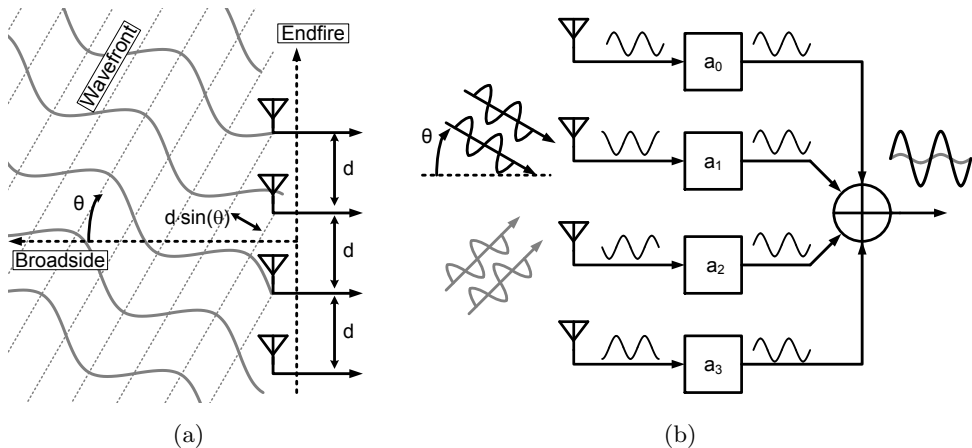 Endfire
Wavefront
d
θ
d·sin(θ)
d
Broadside
d
(a)
a0
θ
a1
a2
a3
(b)